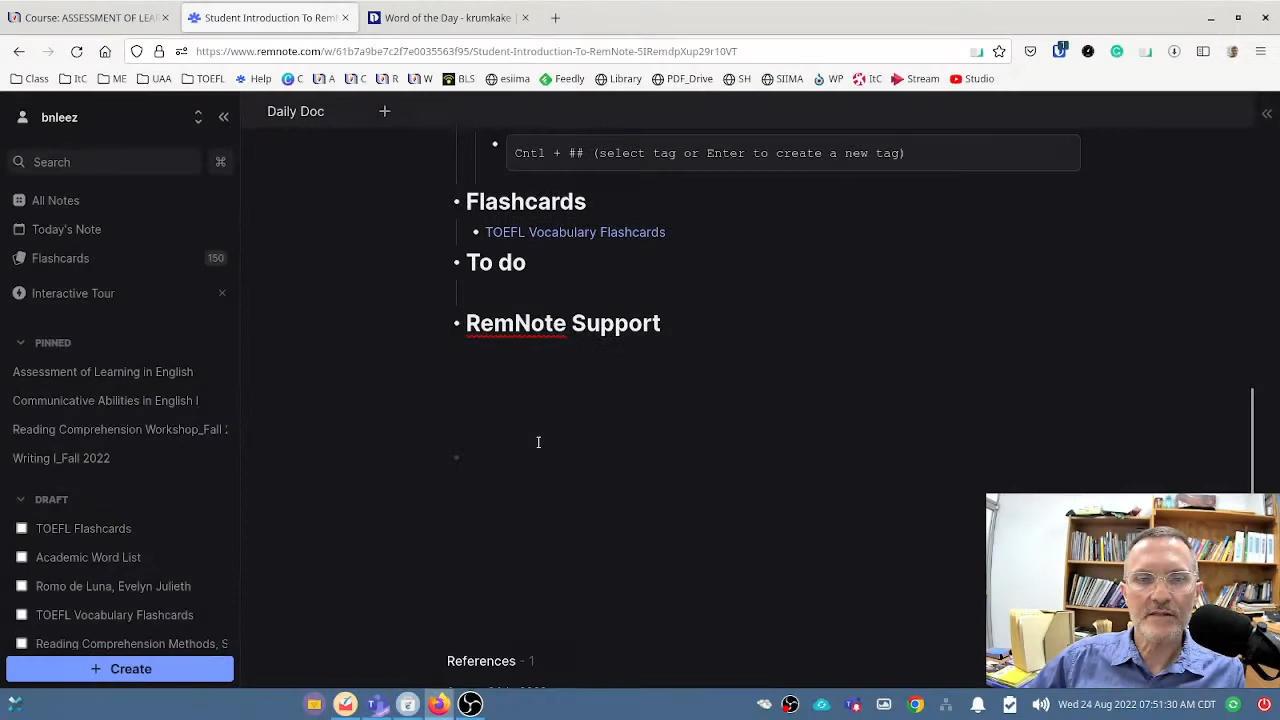 Course: ASSESSMENT OF LEA
Student Introduction To Rem
Word of the Day - krumkake
https://www.remnote.com/w/61b7a9be7c2f7e0035563f95/Student-Introduction-To-RemNote-5IRemdpXup29r10VT
Class
ItC
ME
UAA
TOEFL
Help
C
A
C
R
W
BLS
esiima
Feedly
Library
PDF_Drive
SH
SIIMA
WP
ItC
Stream
Studio
bnleez
Daily Doc
Search
All Notes
Today's Note
Flashcards
150
Interactive Tour
PINNED
Assessment of Learning in English
Communicative Abilities in English I
Reading Comprehension Workshop_Fall 2
Writing I_Fall 2022
DRAFT
TOEFL Flashcards
Academic Word List
Romo de Luna, Evelyn Julieth
TOEFL Vocabulary Flashcards
Reading Comprehension Methods, S
+ Create
Cntl + ## (select tag or Enter to create a new tag)
Flashcards
TOEFL Vocabulary Flashcards
To do
RemNote Support
References - 1
Wed 24 Aug 2022 07:51:30 AM CDT